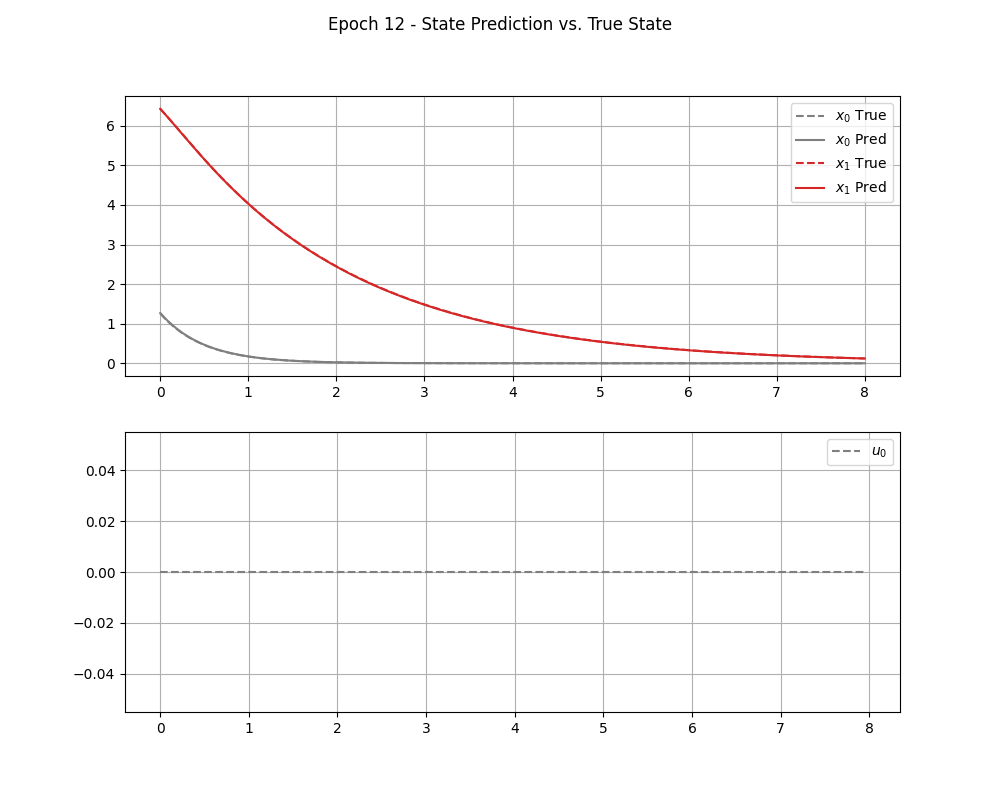 Epoch 12 - State Prediction vs. True State
6
5
4
3
2
1
0
x₀ True
x₀ Pred
x₁ True
x₁ Pred
0 1 2 3 4 5 6 7 8
0.04
0.02
0.00
−0.02
−0.04
u₀
0 1 2 3 4 5 6 7 8